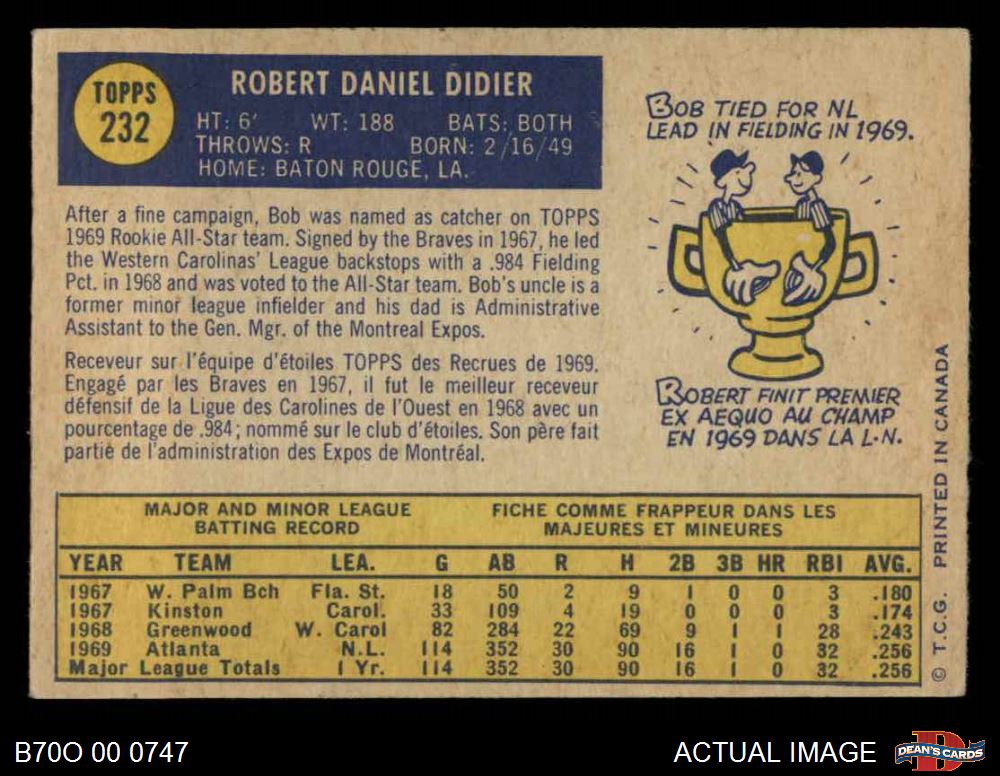 TOPPS
232
ROBERT DANIEL DIDIER
HT: 6' WT: 188 BATS: BOTH
THROWS: R BORN: 2/16/49
HOME: BATON ROUGE, LA.
After a fine campaign, Bob was named as catcher on TOPPS
1969 Rookie All-Star team. Signed by the Braves in 1967, he led
the Western Carolinas' League backstops with a .984 Fielding
Pct. in 1968 and was voted to the All-Star team. Bob's uncle is a
former minor league infielder and his dad is Administrative
Assistant to the Gen. Mgr. of the Montreal Expos.
Receveur sur l'équipe d'étoiles TOPPS des Recrues de 1969.
Engagé par les Braves en 1967, il fut le meilleur receveur
défensif de la Ligue des Carolines de l'Ouest en 1968 avec un
pourcentage de .984; nommé sur le club d'étoiles. Son père fait
partie de l'administration des Expos de Montréal.
BOB TIED FOR NL
LEAD IN FIELDING IN 1969.
ROBERT FINIT PREMIER
EX AEQUO AU CHAMP
EN 1969 DANS LA L.N.
MAJOR AND MINOR LEAGUE
BATTING RECORD
FICHE COMME FRAPPEUR DANS LES
MAJEURES ET MINEURES
YEAR TEAM LEA. G AB R H 2B 3B HR RBI AVG.
1967 W. Palm Bch Fla. St. 18 50 2 9 1 0 0 3 .180
1967 Kinston Carol. 33 109 4 19 0 0 0 3 .174
1968 Greenwood W. Carol 82 284 22 69 9 1 1 28 .243
1969 Atlanta N.L. 114 352 30 90 16 1 0 32 .256
Major League Totals 1 Yr. 114 352 30 90 16 1 0 32 .256
© T.C.G. PRINTED IN CANADA
B70O 00 0747
ACTUAL IMAGE
D
DEAN'S CARDS